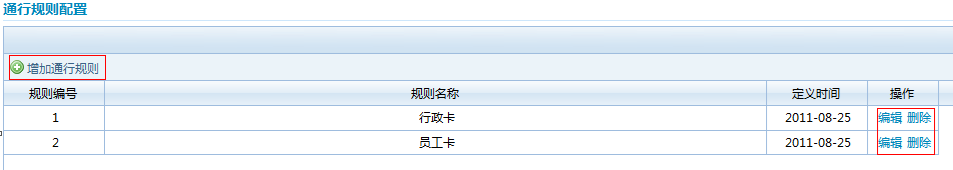 通行规则配置
增加通行规则
规则编号 规则名称 定义时间 操作
1 行政卡 2011-08-25 编辑 删除
2 员工卡 2011-08-25 编辑 删除